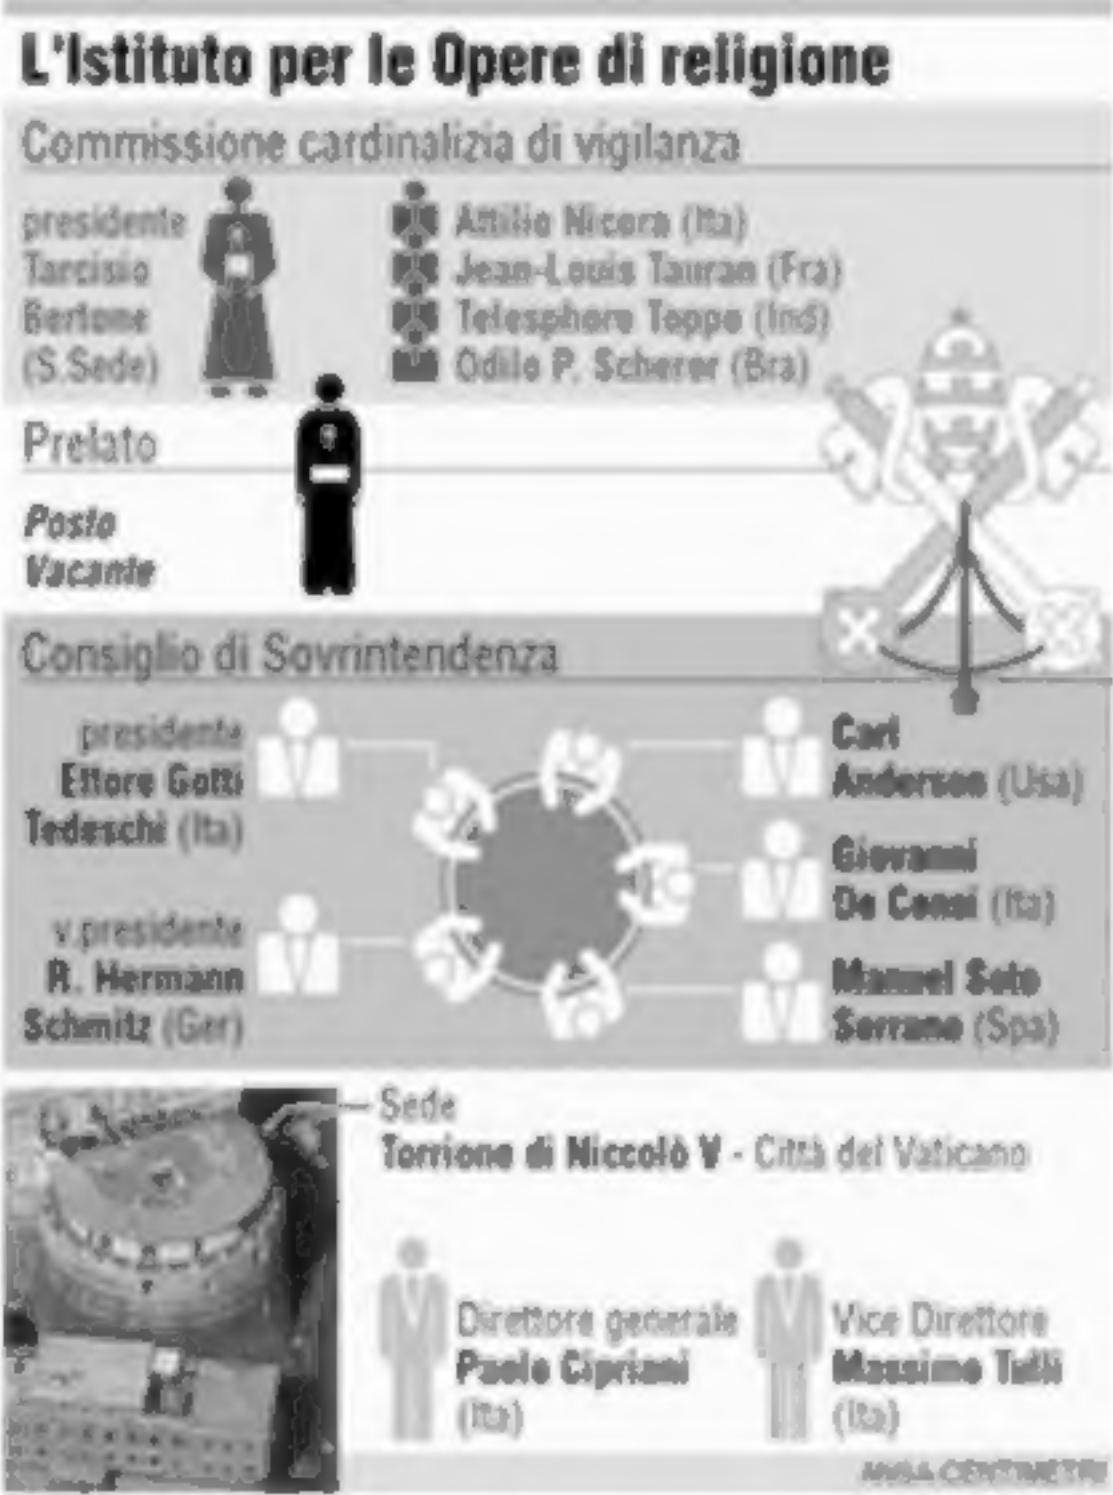 L'Istituto per le Opere di religione
Commissione cardinalizia di vigilanza
presidente
Tarcisio
Bertone
(S.Sede)
Attilio Nicora (Ita)
Jean-Louis Tauran (Fra)
Telesphore Toppo (Ind)
Odilo P. Scherer (Bra)
Prelato
Posto
Vacante
Consiglio di Sovrintendenza
presidente
Ettore Gotti
Tedeschi (Ita)
v.presidente
R. Hermann
Schmitz (Ger)
Carl
Anderson (Usa)
Giovanni
De Censi (Ita)
Manuel Soto
Serrano (Spa)
Sede
Torrione di Niccolò V - Città del Vaticano
Direttore generale
Paolo Cipriani
(Ita)
Vice Direttore
Massimo Tulli
(Ita)
ANSA-CENTIMETRI